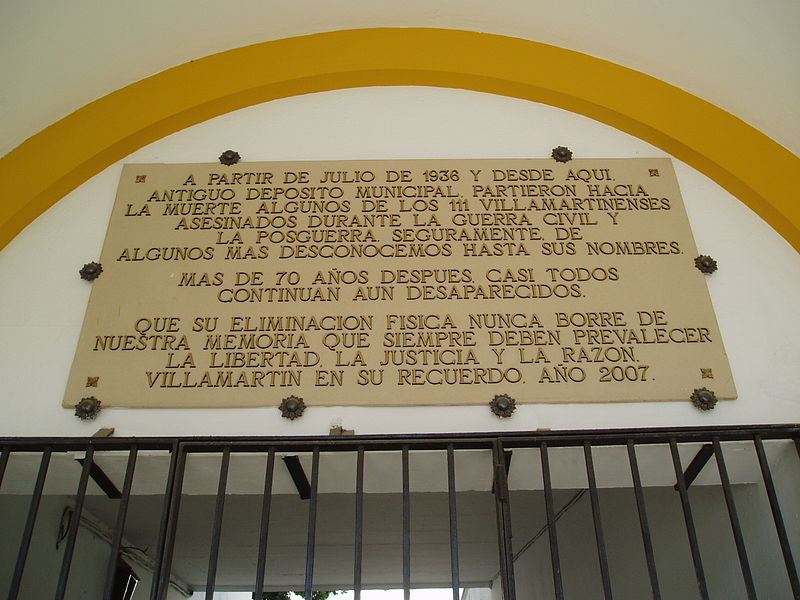 A PARTIR DE JULIO DE 1936 Y DESDE AQUI,
ANTIGUO DEPOSITO MUNICIPAL, PARTIERON HACIA
LA MUERTE ALGUNOS DE LOS 111 VILLAMARTINENSES
ASESINADOS DURANTE LA GUERRA CIVIL Y
LA POSGUERRA. SEGURAMENTE, DE
ALGUNOS MAS DESCONOCEMOS HASTA SUS NOMBRES.
MAS DE 70 AÑOS DESPUES, CASI TODOS
CONTINUAN AUN DESAPARECIDOS.
QUE SU ELIMINACION FISICA NUNCA BORRE DE
NUESTRA MEMORIA QUE SIEMPRE DEBEN PREVALECER
LA LIBERTAD, LA JUSTICIA Y LA RAZON.
VILLAMARTIN EN SU RECUERDO. AÑO 2007.